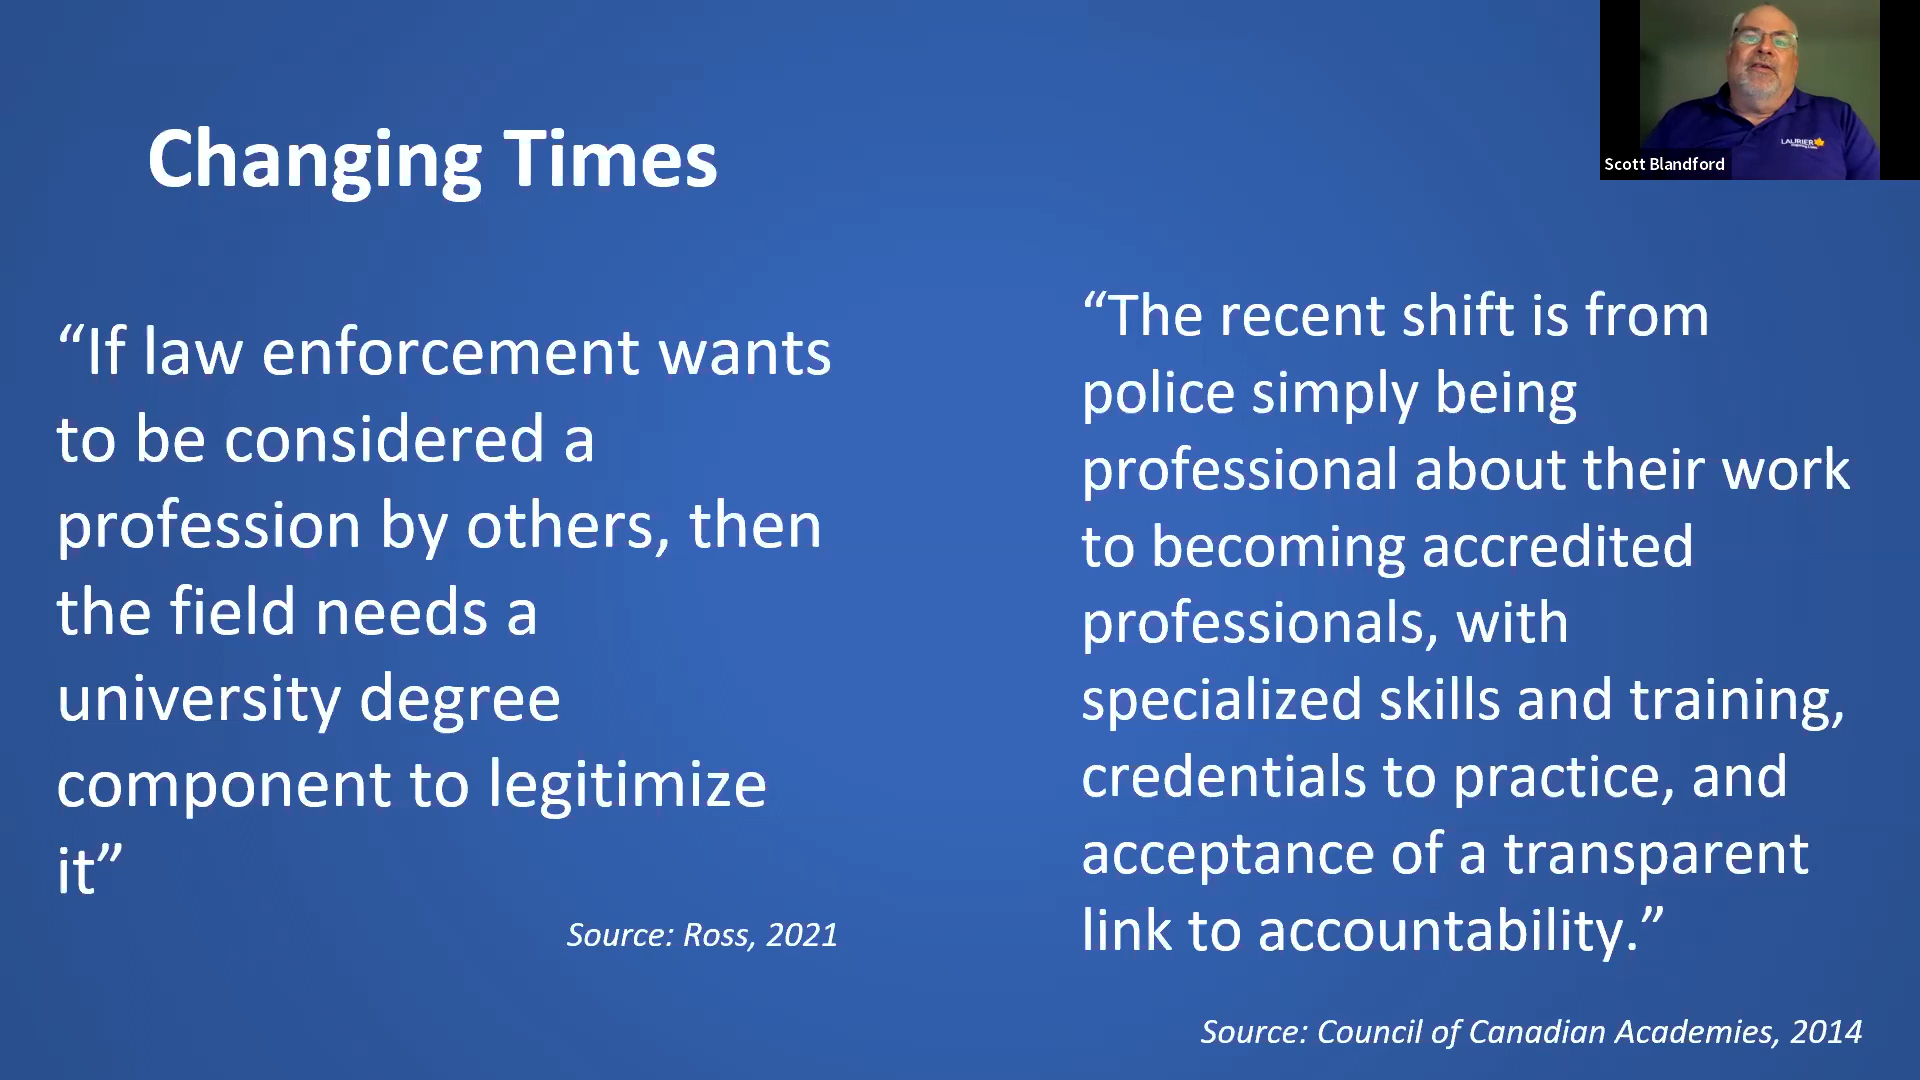 Changing Times
“If law enforcement wants
to be considered a
profession by others, then
the field needs a
university degree
component to legitimize
it”
Source: Ross, 2021
“The recent shift is from
police simply being
professional about their work
to becoming accredited
professionals, with
specialized skills and training,
credentials to practice, and
acceptance of a transparent
link to accountability.”
Source: Council of Canadian Academies, 2014
LAURIER
Scott Blandford